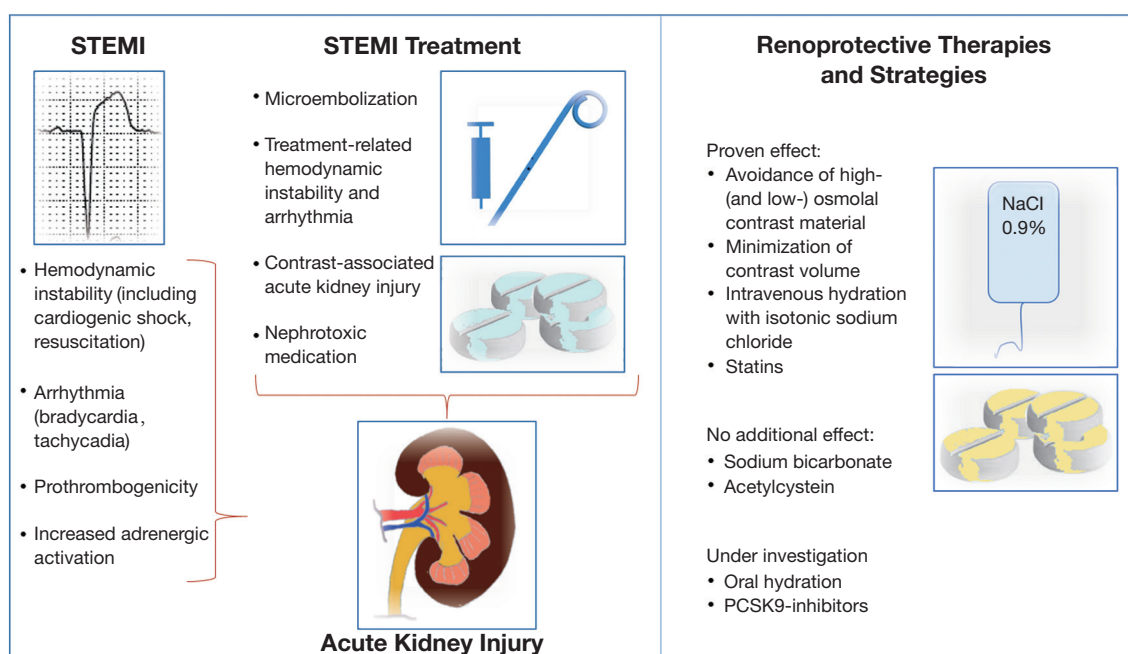 STEMI
• Hemodynamic
instability (including
cardiogenic shock,
resuscitation)
• Arrhythmia
(bradycardia,
tachycadia)
• Prothrombogenicity
• Increased adrenergic
activation
STEMI Treatment
• Microembolization
• Treatment-related
hemodynamic
instability and
arrhythmia
• Contrast-associated
acute kidney injury
• Nephrotoxic
medication
Acute Kidney Injury
Renoprotective Therapies
and Strategies
Proven effect:
• Avoidance of high-
(and low-) osmolal
contrast material
• Minimization of
contrast volume
• Intravenous hydration
with isotonic sodium
chloride
• Statins
NaCl
0.9%
No additional effect:
• Sodium bicarbonate
• Acetylcystein
Under investigation
• Oral hydration
• PCSK9-inhibitors